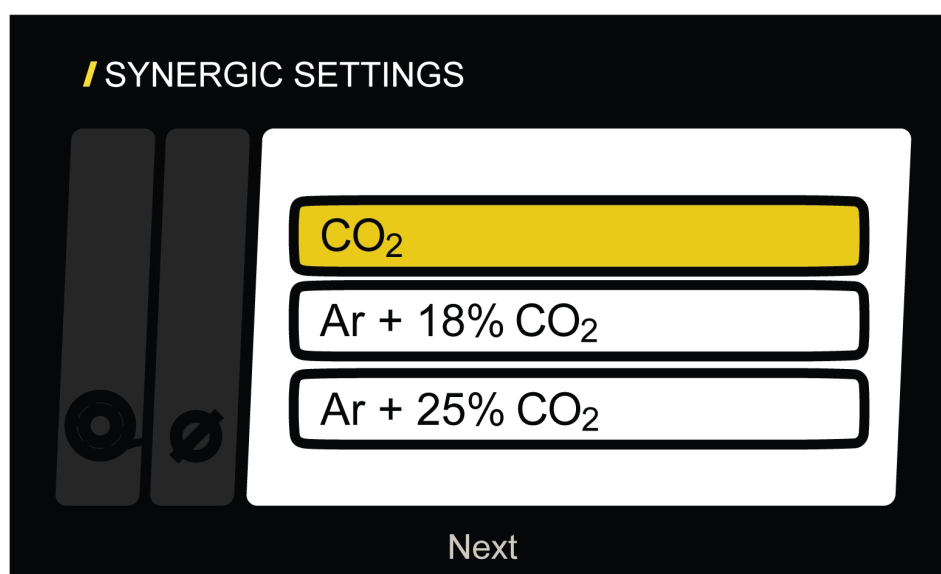 SYNERGIC SETTINGS
CO₂
Ar + 18% CO₂
Ar + 25% CO₂
Next